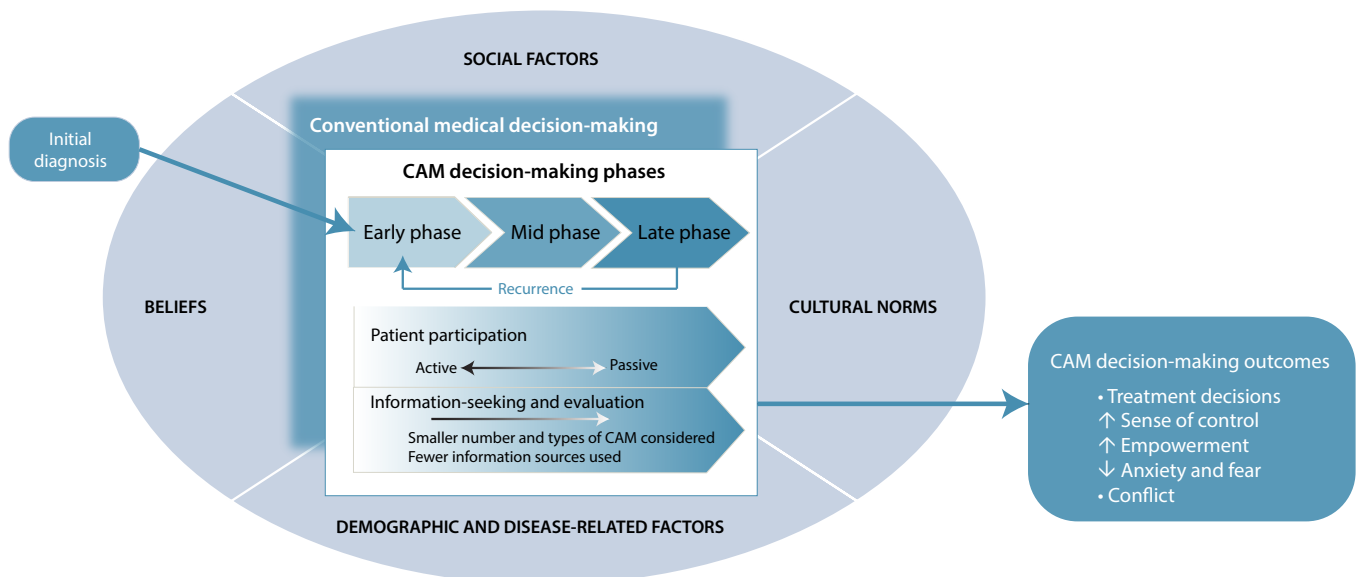 SOCIAL FACTORS
Conventional medical decision-making
Initial
diagnosis
CAM decision-making phases
Early phase
Mid phase
Late phase
Recurrence
BELIEFS
CULTURAL NORMS
Patient participation
Active
Passive
Information-seeking and evaluation
Smaller number and types of CAM considered
Fewer information sources used
DEMOGRAPHIC AND DISEASE-RELATED FACTORS
CAM decision-making outcomes
• Treatment decisions
↑ Sense of control
↑ Empowerment
↓ Anxiety and fear
• Conflict